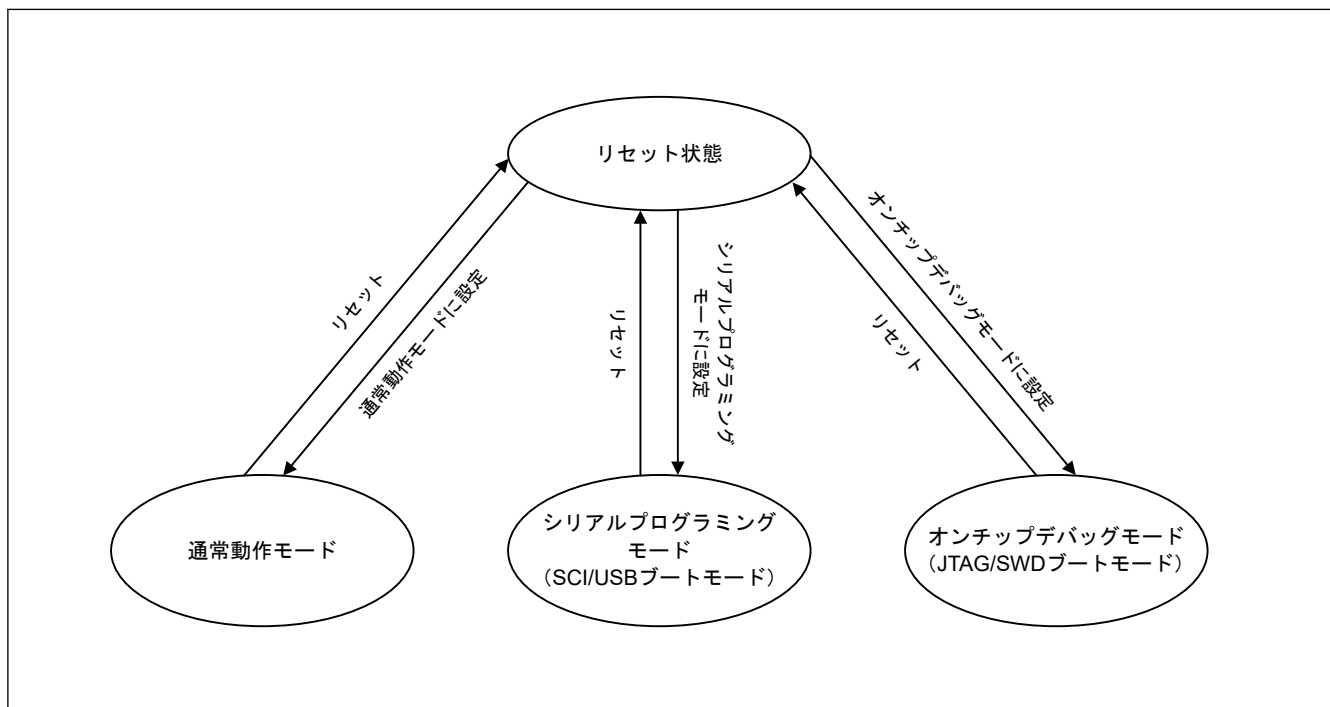 リセット状態
リセット
通常動作モードに設定
リセット
シリアルプログラミング
モードに設定
オンチップデバッグモードに設定
リセット
通常動作モード
シリアルプログラミング
モード
（SCI/USBブートモード）
オンチップデバッグモード
（JTAG/SWDブートモード）